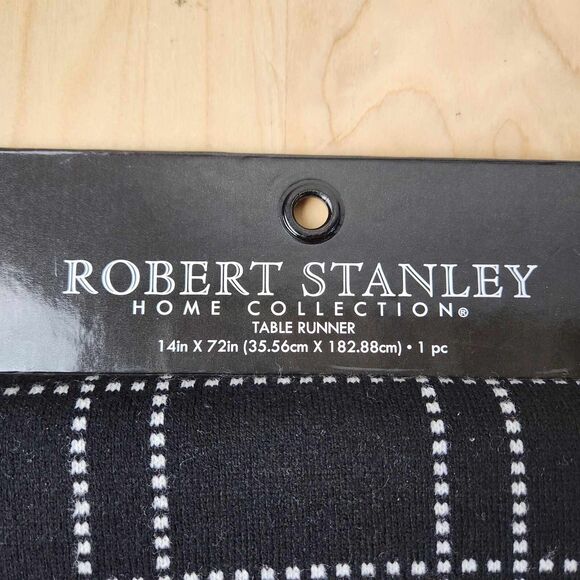 ROBERT STANLEY
HOME COLLECTION®
TABLE RUNNER
14in X 72in (35.56cm X 182.88cm) • 1 pc